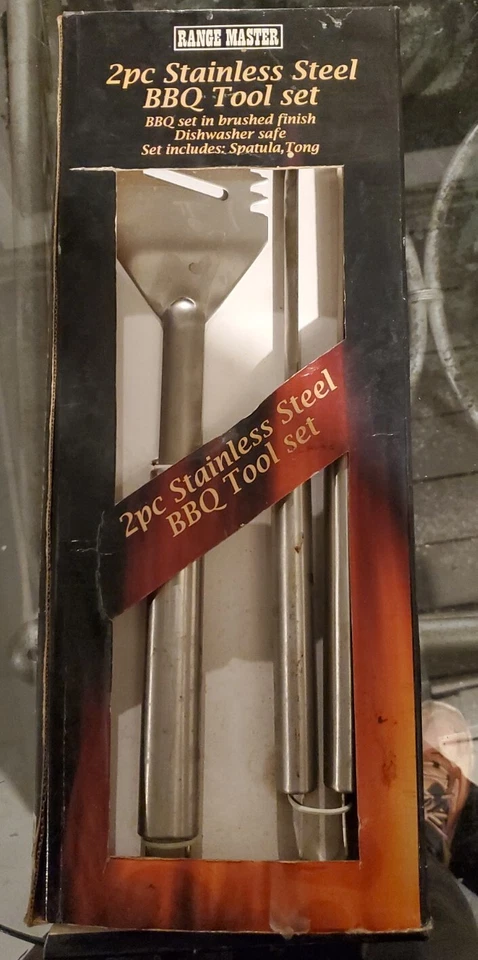 RANGE MASTER
2pc Stainless Steel
BBQ Tool set
BBQ set in brushed finish
Dishwasher safe
Set includes: Spatula,Tong
2pc Stainless Steel
BBQ Tool set